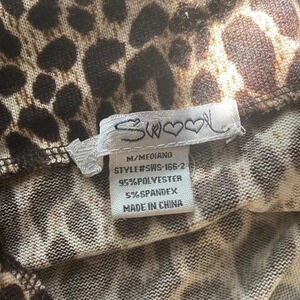 Swoon
M/MEDIANO
STYLE#SWS-166-2
95%POLYESTER
5%SPANDEX
MADE IN CHINA